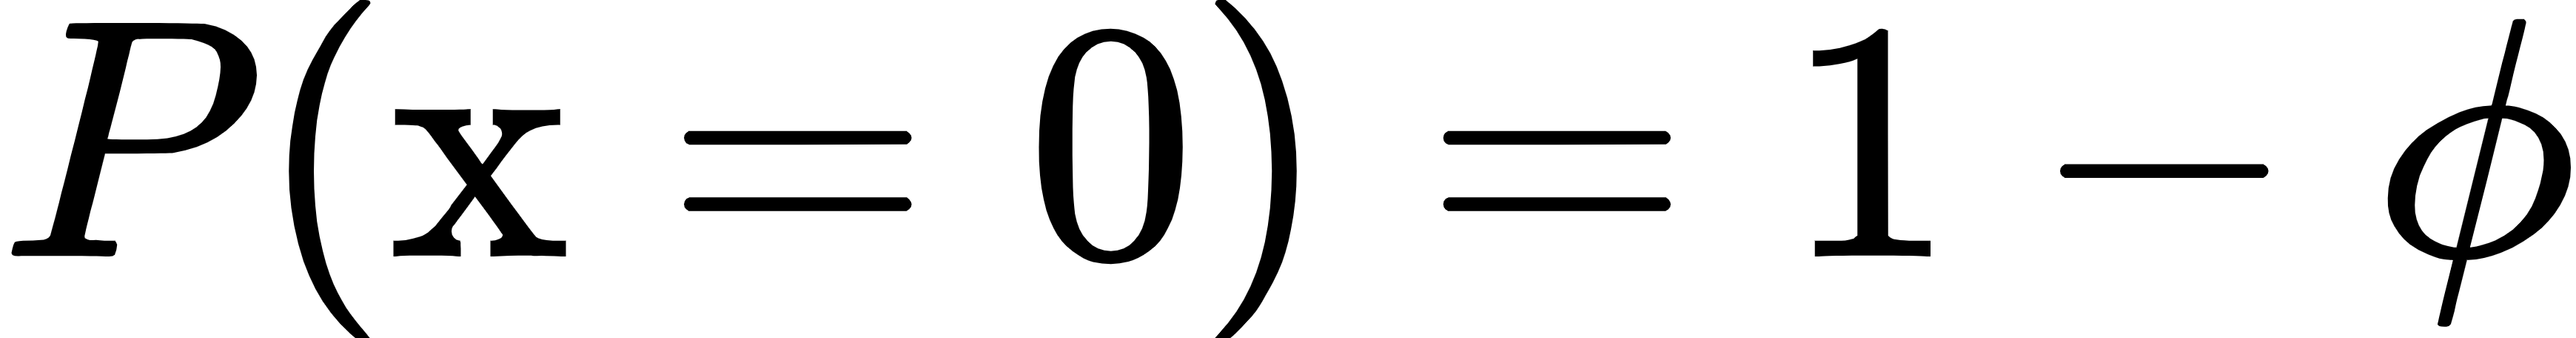 P(x = 0) = 1 − ϕ